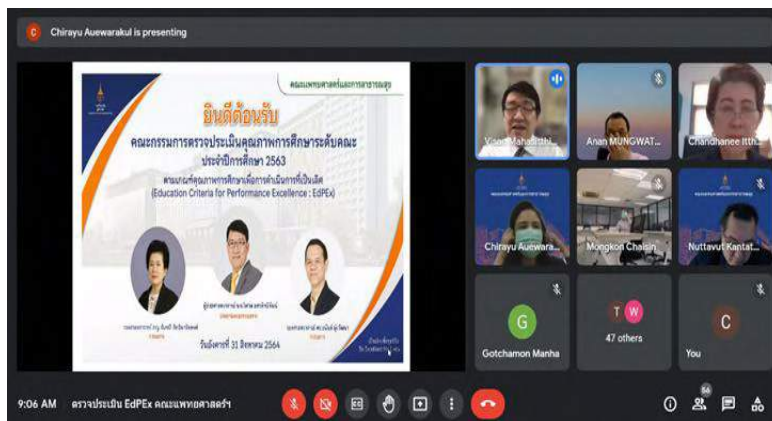 C Chirayu Auewarakul is presenting
คณะแพทยศาสตร์และการสาธารณสุข
ยินดีต้อนรับ
คณะกรรมการตรวจประเมินคุณภาพการศึกษาระดับคณะ
ประจำปีการศึกษา 2563
ตามเกณฑ์คุณภาพการศึกษาเพื่อการดำเนินการที่เป็นเลิศ
(Education Criteria for Performance Excellence : EdPEx)
วันอังคารที่ 31 สิงหาคม 2564
Anan MUNGWAT...
Chandhanee Itth...
Chirayu Auewara...
Mongkon Chaisin
Nuttavut Kantat...
G
Gotchamon Manha
T W
47 others
C
You
9:06 AM ตรวจประเมิน EdPEx คณะแพทยศาสตร์ฯ
CC
56